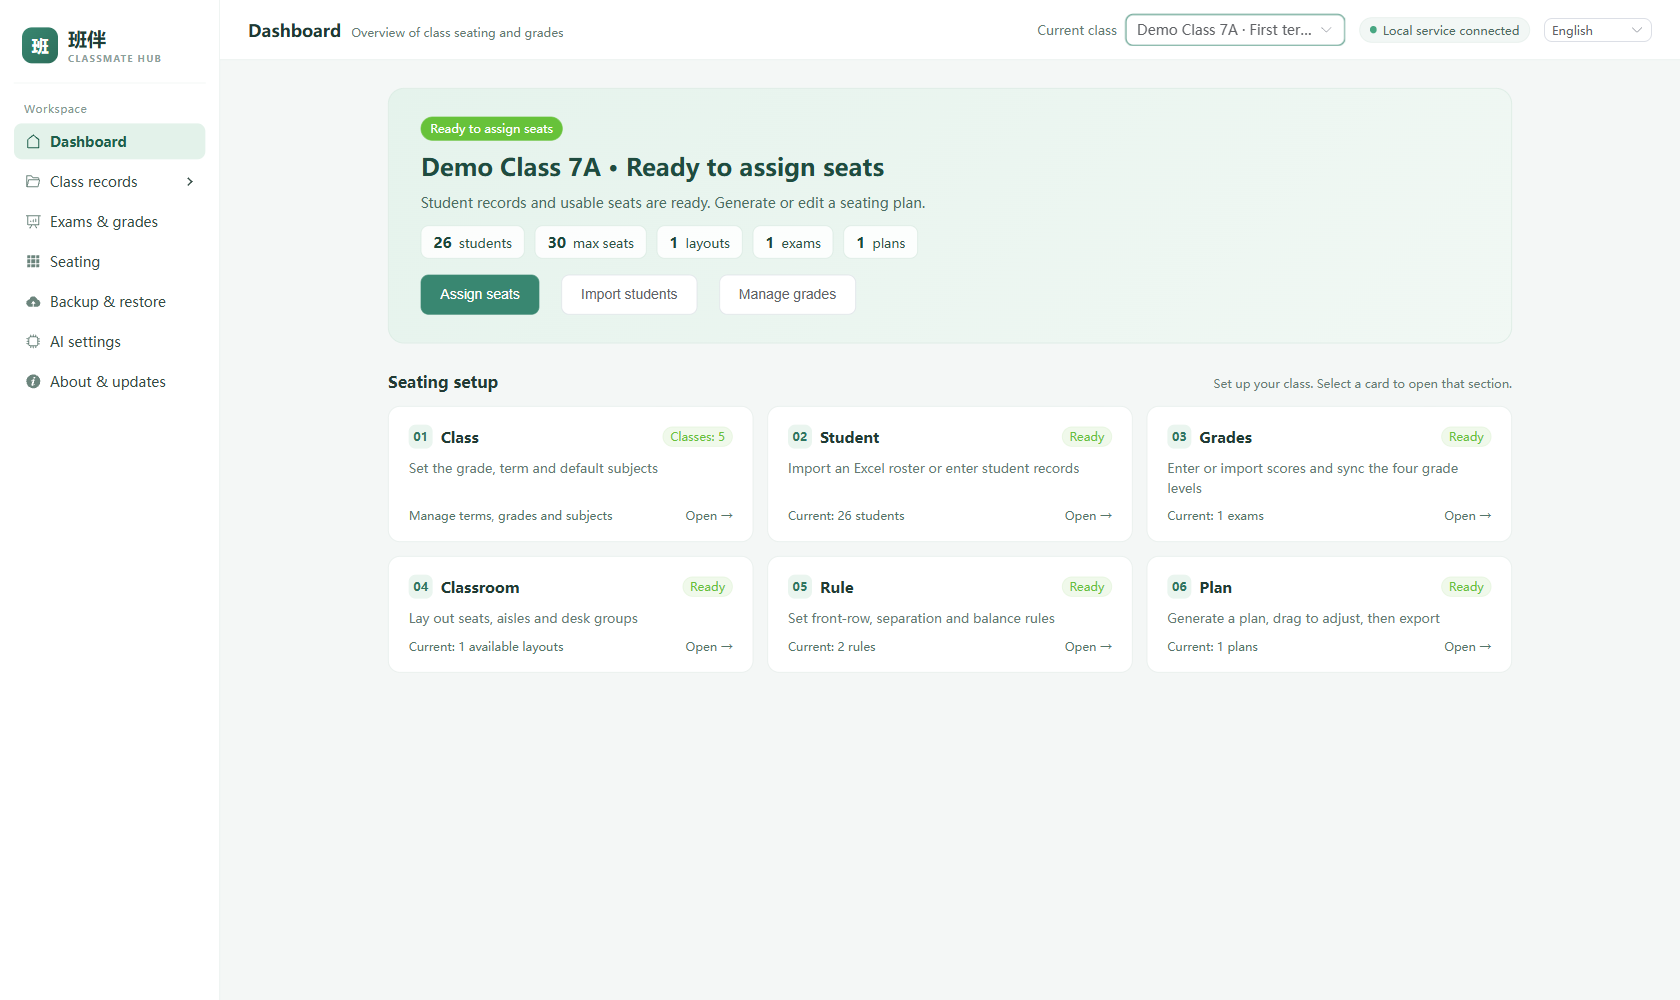 班
班伴
CLASSMATE HUB
Workspace
Dashboard
Class records
Exams & grades
Seating
Backup & restore
AI settings
About & updates
Dashboard
Overview of class seating and grades
Current class
Demo Class 7A · First ter...
Local service connected
English
Ready to assign seats
Demo Class 7A • Ready to assign seats
Student records and usable seats are ready. Generate or edit a seating plan.
26 students
30 max seats
1 layouts
1 exams
1 plans
Assign seats
Import students
Manage grades
Seating setup
Set up your class. Select a card to open that section.
01 Class
Classes: 5
Set the grade, term and default subjects
Manage terms, grades and subjects
Open →
02 Student
Ready
Import an Excel roster or enter student records
Current: 26 students
Open →
03 Grades
Ready
Enter or import scores and sync the four grade
levels
Current: 1 exams
Open →
04 Classroom
Ready
Lay out seats, aisles and desk groups
Current: 1 available layouts
Open →
05 Rule
Ready
Set front-row, separation and balance rules
Current: 2 rules
Open →
06 Plan
Ready
Generate a plan, drag to adjust, then export
Current: 1 plans
Open →